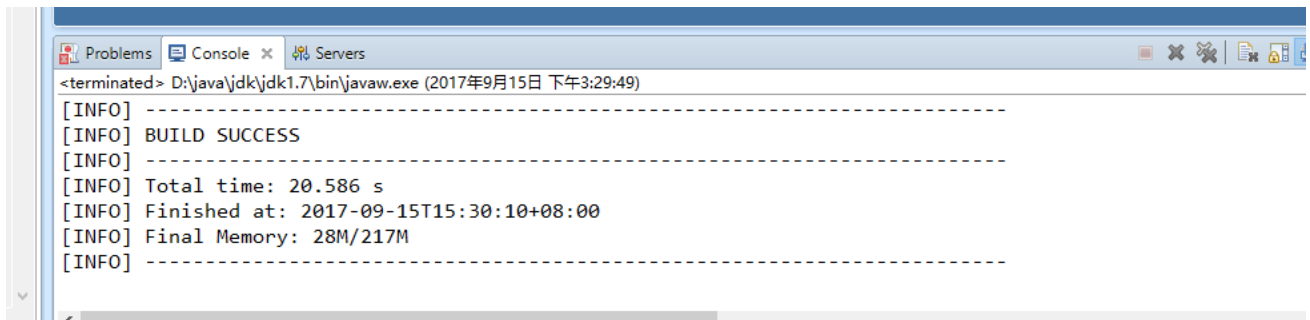 Problems Console Servers
<terminated> D:\java\jdk\jdk1.7\bin\javaw.exe (2017年9月15日 下午3:29:49)
[INFO] ------------------------------------------------------------------------
[INFO] BUILD SUCCESS
[INFO] ------------------------------------------------------------------------
[INFO] Total time: 20.586 s
[INFO] Finished at: 2017-09-15T15:30:10+08:00
[INFO] Final Memory: 28M/217M
[INFO] ------------------------------------------------------------------------